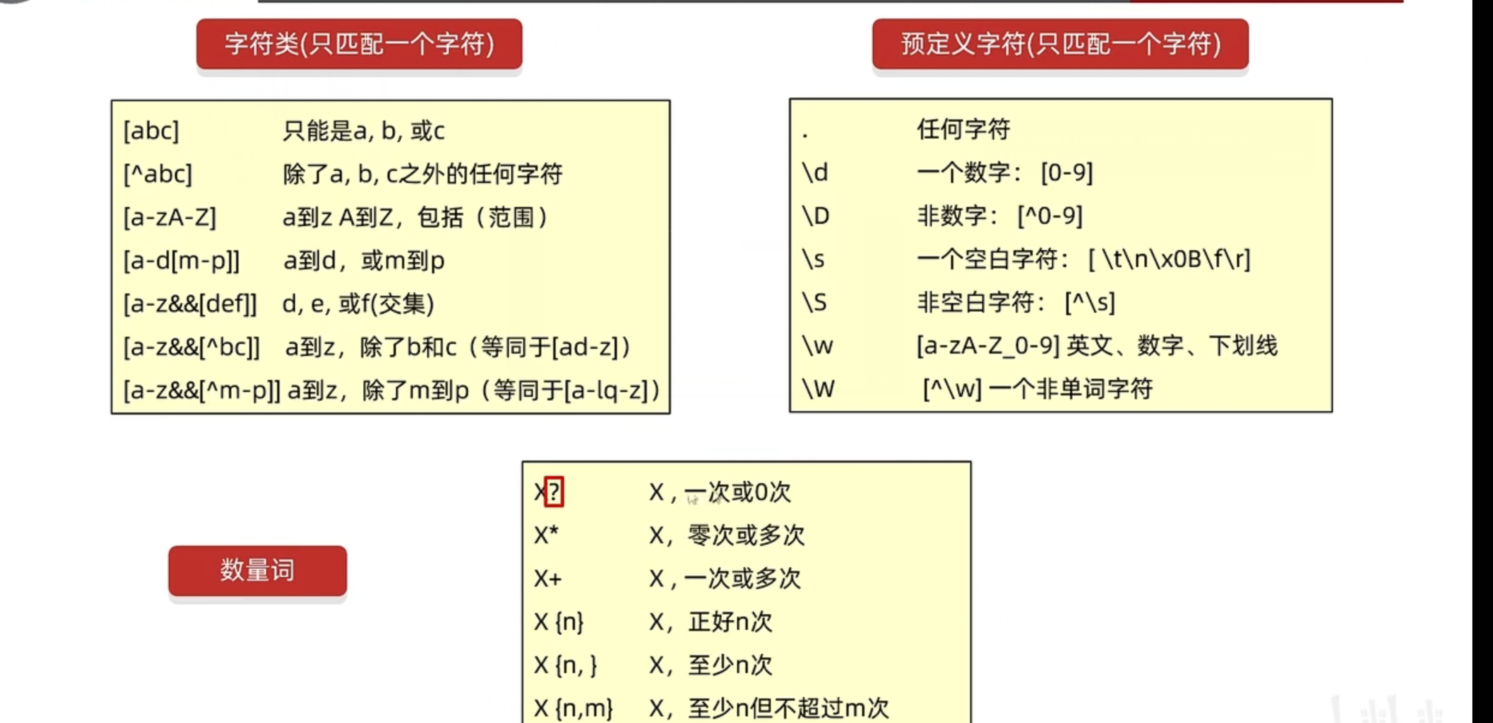 字符类(只匹配一个字符)
[abc] 只能是a, b, 或c
[^abc] 除了a, b, c之外的任何字符
[a-zA-Z] a到z A到Z，包括（范围）
[a-d[m-p]] a到d，或m到p
[a-z&&[def]] d, e, 或f(交集)
[a-z&&[^bc]] a到z，除了b和c（等同于[ad-z]）
[a-z&&[^m-p]] a到z，除了m到p（等同于[a-lq-z]）
预定义字符(只匹配一个字符)
. 任何字符
\d 一个数字： [0-9]
\D 非数字： [^0-9]
\s 一个空白字符： [ \t\n\x0B\f\r]
\S 非空白字符： [^\s]
\w [a-zA-Z_0-9] 英文、数字、下划线
\W [^\w] 一个非单词字符
数量词
X? X , 一次或0次
X* X，零次或多次
X+ X , 一次或多次
X {n} X，正好n次
X {n, } X，至少n次
X {n,m} X，至少n但不超过m次